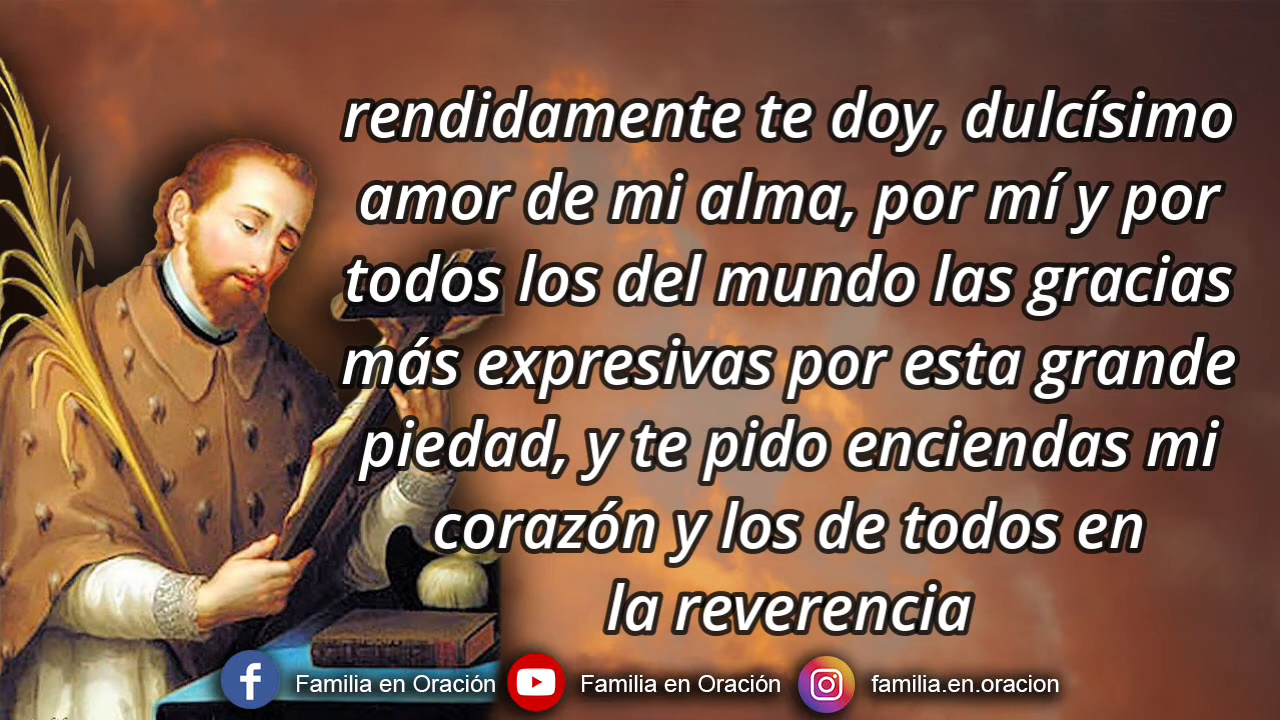 rendidamente te doy, dulcísimo
amor de mi alma, por mí y por
todos los del mundo las gracias
más expresivas por esta grande
piedad, y te pido enciendas mi
corazón y los de todos en
la reverencia
Familia en Oración
Familia en Oración
familia.en.oracion